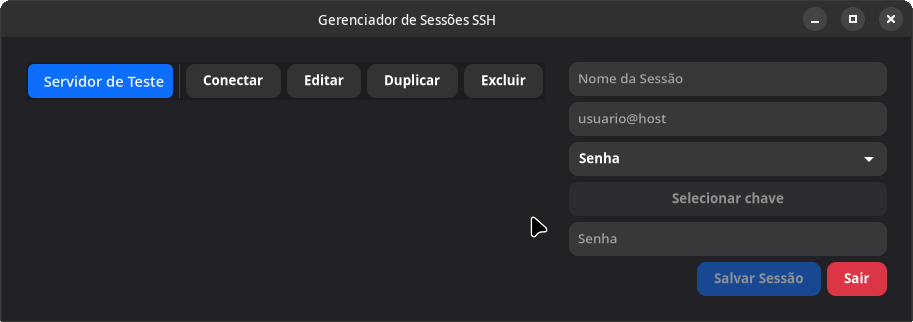 Gerenciador de Sessões SSH
Servidor de Teste
Conectar
Editar
Duplicar
Excluir
Nome da Sessão
usuario@host
Senha
Selecionar chave
Senha
Salvar Sessão
Sair